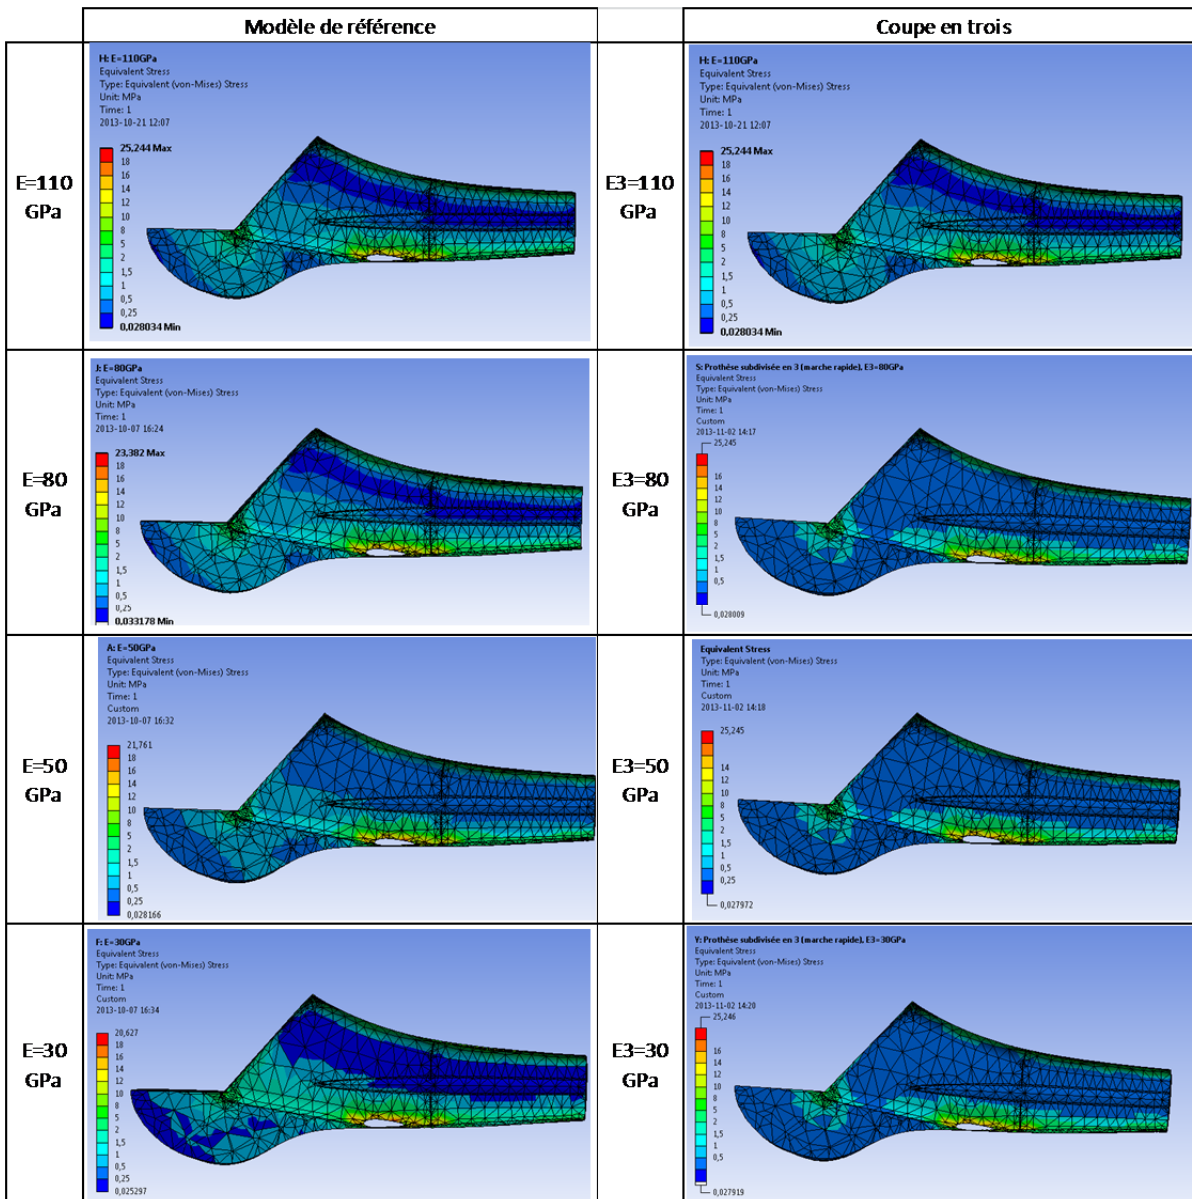 Modèle de référence
Coupe en trois
E=110
GPa
H: E=110GPa
Equivalent Stress
Type: Equivalent (von-Mises) Stress
Unit: MPa
Time: 1
2013-10-21 12:07
25,244 Max
18
16
14
12
10
8
5
2
1,5
1
0,5
0,25
0,028034 Min
E3=110
GPa
H: E=110GPa
Equivalent Stress
Type: Equivalent (von-Mises) Stress
Unit: MPa
Time: 1
2013-10-21 12:07
25,244 Max
18
16
14
12
10
8
5
2
1,5
1
0,5
0,25
0,028034 Min
E=80
GPa
J: E=80GPa
Equivalent Stress
Type: Equivalent (von-Mises) Stress
Unit: MPa
Time: 1
2013-10-07 16:24
23,382 Max
18
16
14
12
10
8
5
2
1,5
1
0,5
0,25
0,033178 Min
E3=80
GPa
S: Prothèse subdivisée en 3 (marche rapide), E3=80GPa
Equivalent Stress
Type: Equivalent (von-Mises) Stress
Unit: MPa
Time: 1
Custom
2013-11-02 14:17
25,245
16
14
12
10
8
5
2
1,5
1
0,5
0,028009
E=50
GPa
A: E=50GPa
Equivalent Stress
Type: Equivalent (von-Mises) Stress
Unit: MPa
Time: 1
Custom
2013-10-07 16:32
21,761
18
16
14
12
10
8
5
2
1,5
1
0,5
0,25
0,028166
E3=50
GPa
Equivalent Stress
Type: Equivalent (von-Mises) Stress
Unit: MPa
Time: 1
Custom
2013-11-02 14:18
25,245
14
12
10
8
5
2
1,5
1
0,5
0,25
0,027972
E=30
GPa
F: E=30GPa
Equivalent Stress
Type: Equivalent (von-Mises) Stress
Unit: MPa
Time: 1
Custom
2013-10-07 16:34
20,627
18
16
14
12
10
8
5
2
1,5
1
0,5
0,25
0,025297
E3=30
GPa
Y: Prothèse subdivisée en 3 (marche rapide), E3=30GPa
Equivalent Stress
Type: Equivalent (von-Mises) Stress
Unit: MPa
Time: 1
Custom
2013-11-02 14:20
25,246
16
14
12
10
8
5
2
1,5
1
0,5
0,027919